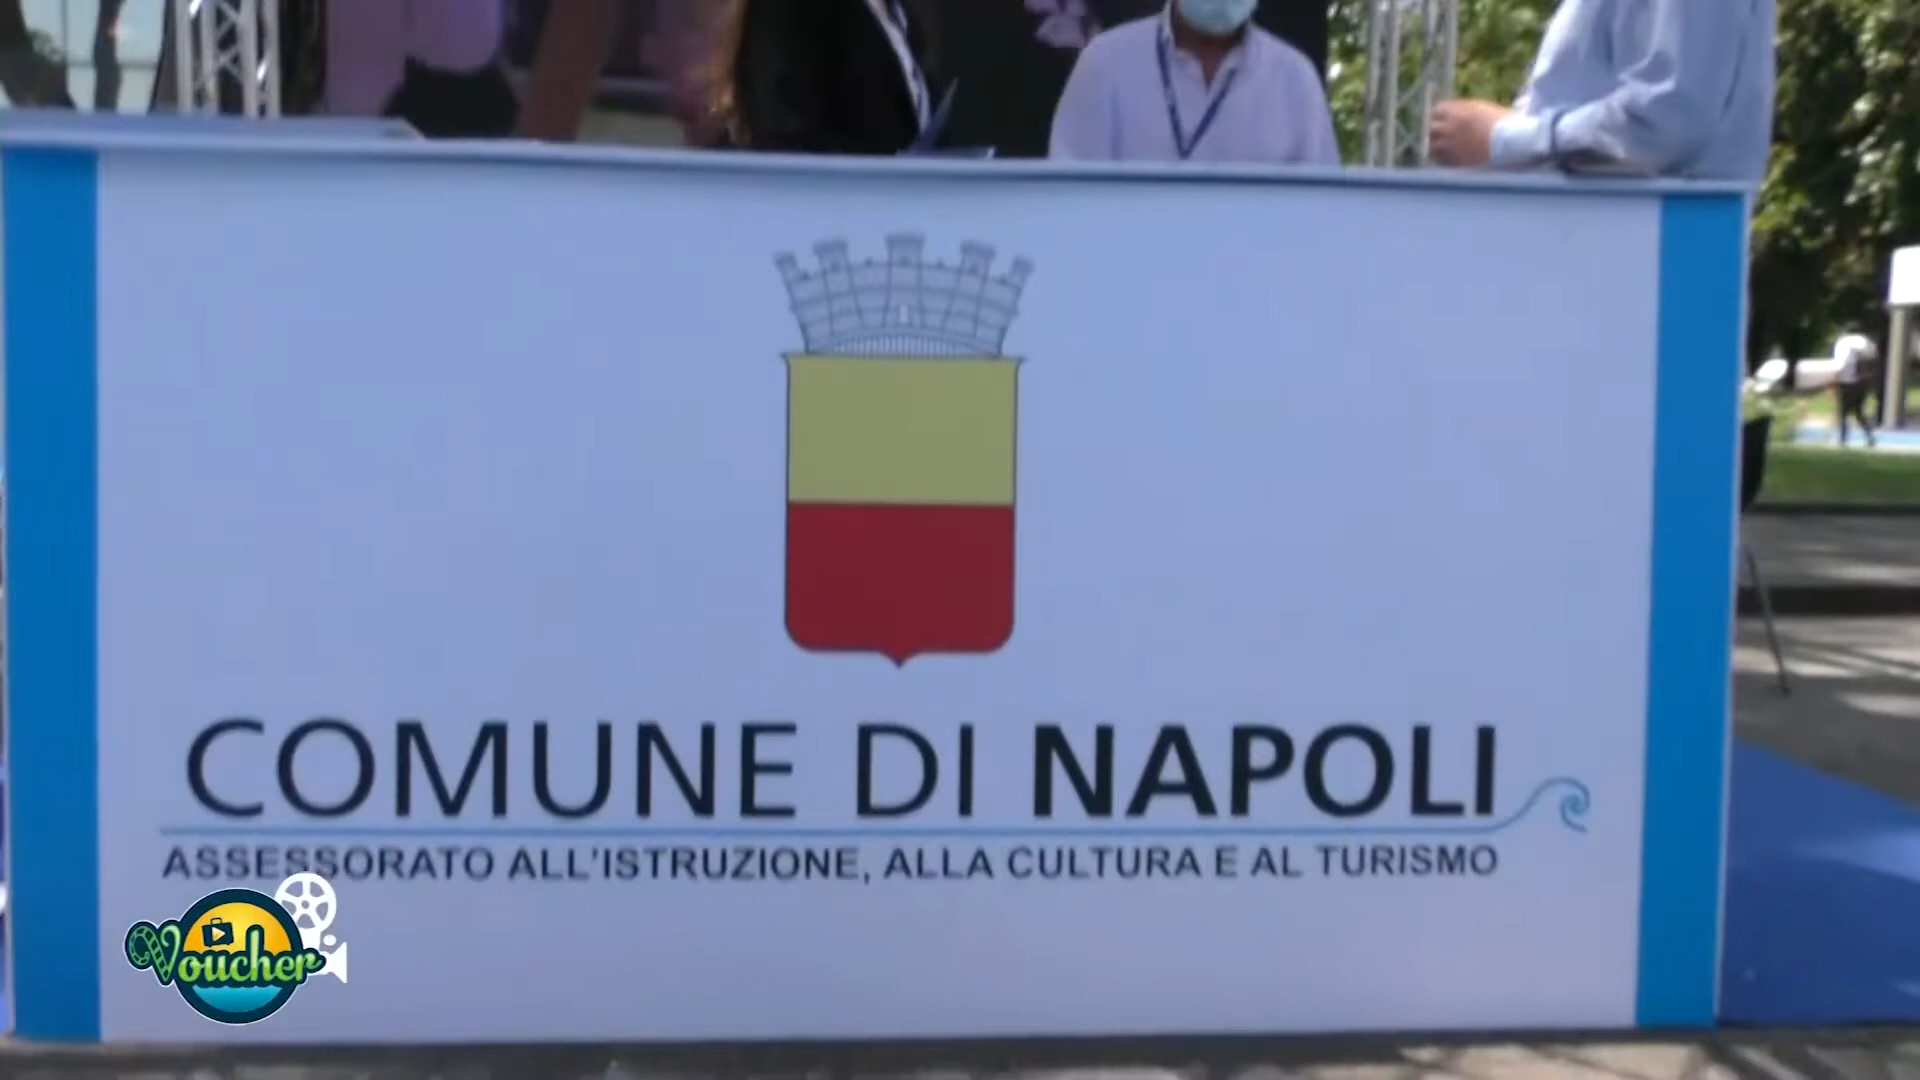 COMUNE DI NAPOLI
ASSESSORATO ALL'ISTRUZIONE, ALLA CULTURA E AL TURISMO
Voucher